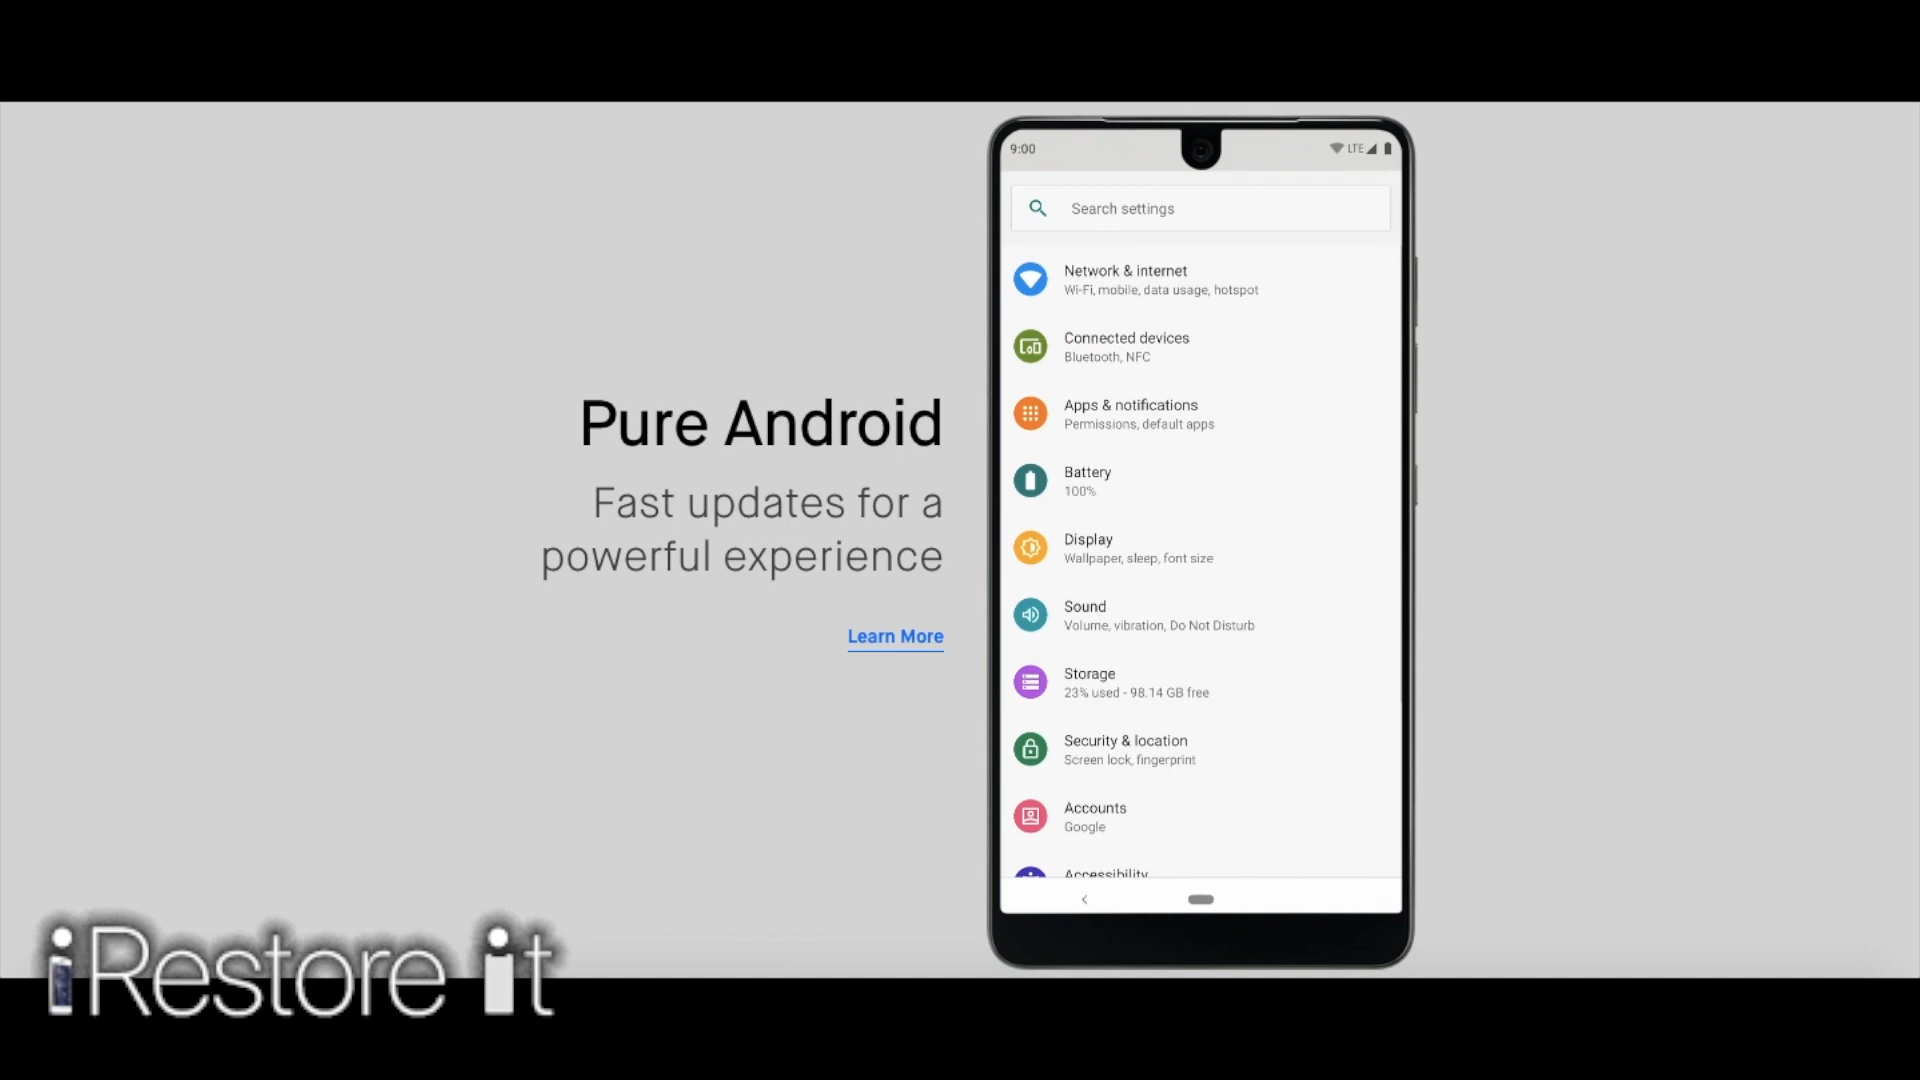 Pure Android
Fast updates for a
powerful experience
Learn More
9:00
LTE
Search settings
Network & internet
Wi-Fi, mobile, data usage, hotspot
Connected devices
Bluetooth, NFC
Apps & notifications
Permissions, default apps
Battery
100%
Display
Wallpaper, sleep, font size
Sound
Volume, vibration, Do Not Disturb
Storage
23% used - 98.14 GB free
Security & location
Screen lock, fingerprint
Accounts
Google
Accessibility
iRestore it